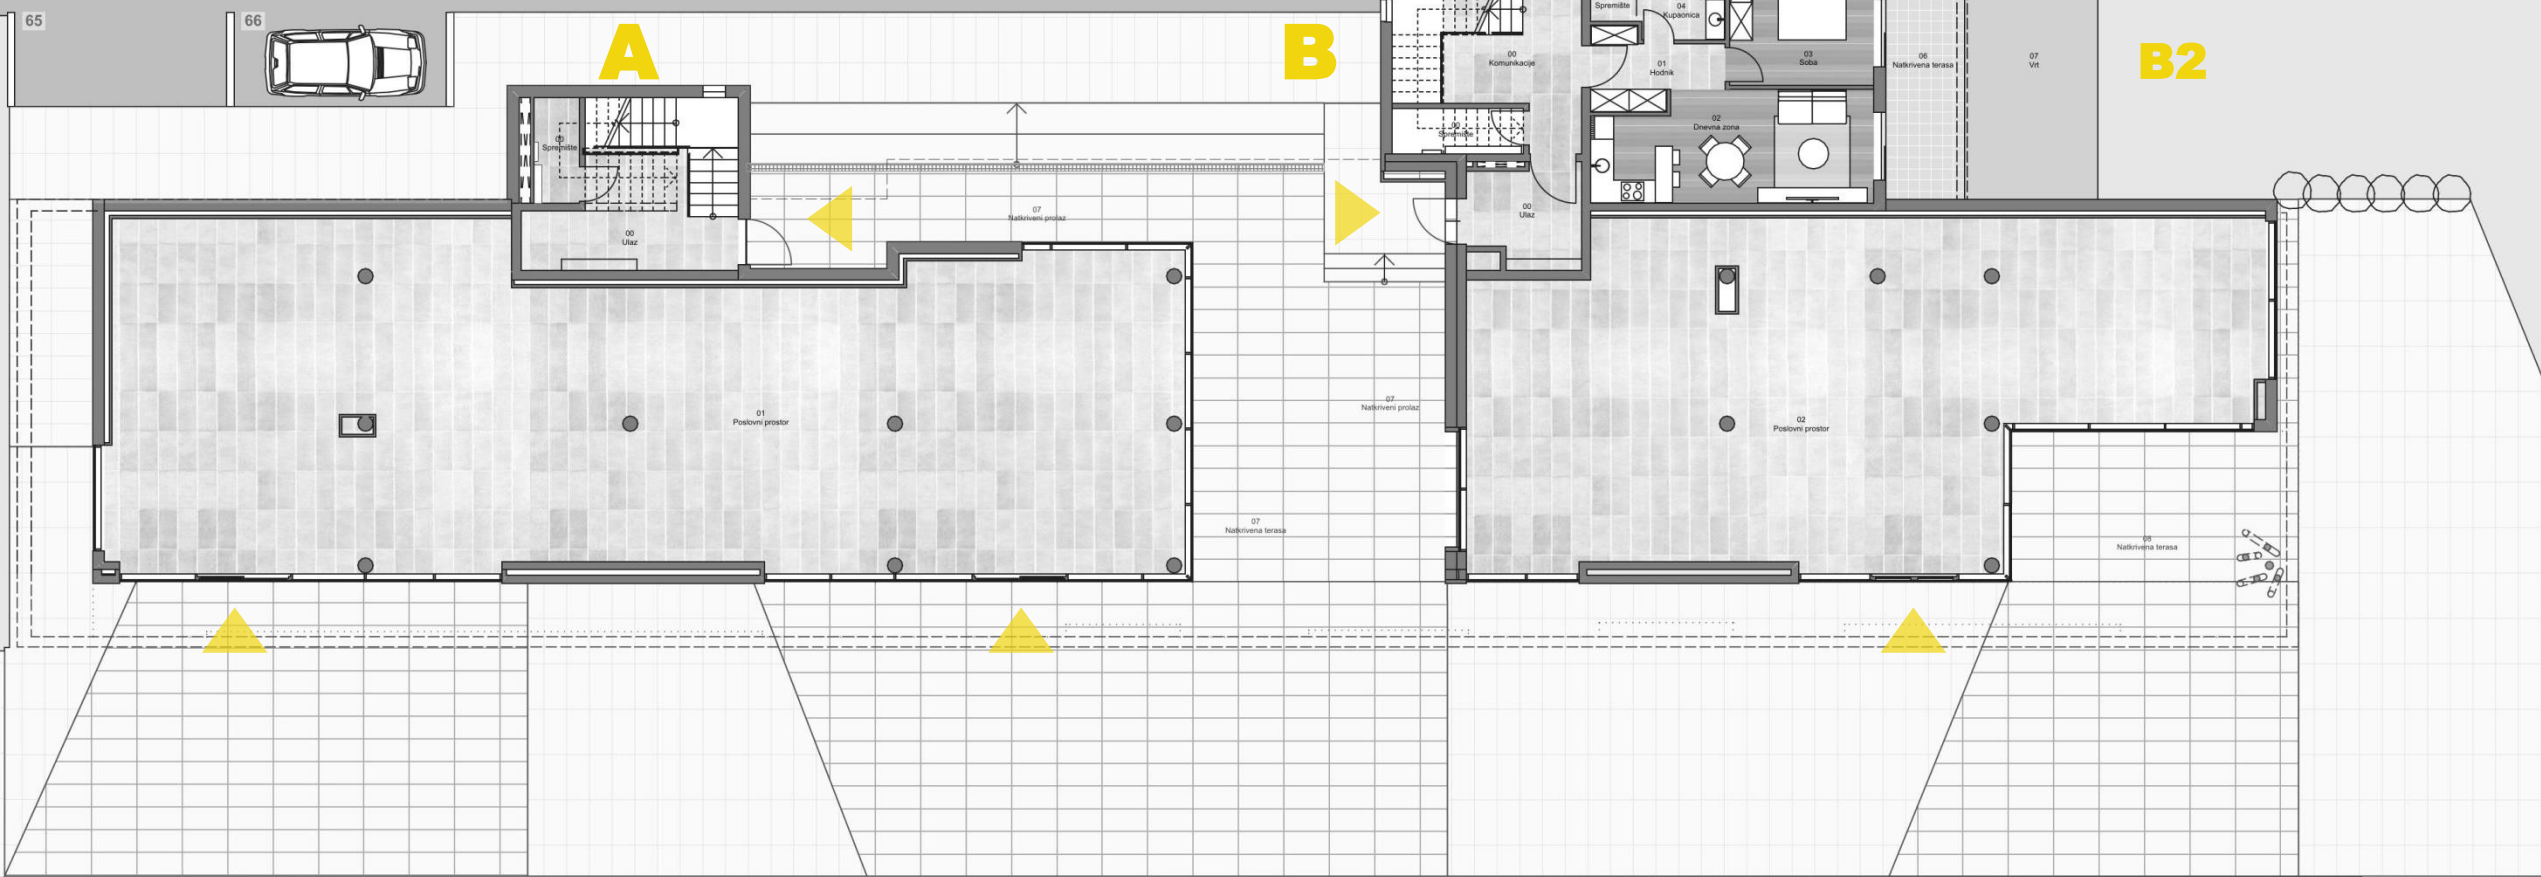 65
66
A
B
B2
Spremište
04
Kupaonica
00
Komunikacije
01
Hodnik
03
Soba
06
Natkrivena terasa
07
Vrt
02
Dnevna zona
00
Spremište
00
Spremište
07
Natkriveni prolaz
00
Ulaz
00
Ulaz
07
Natkriveni prolaz
01
Poslovni prostor
02
Poslovni prostor
07
Natkrivena terasa
08
Natkrivena terasa